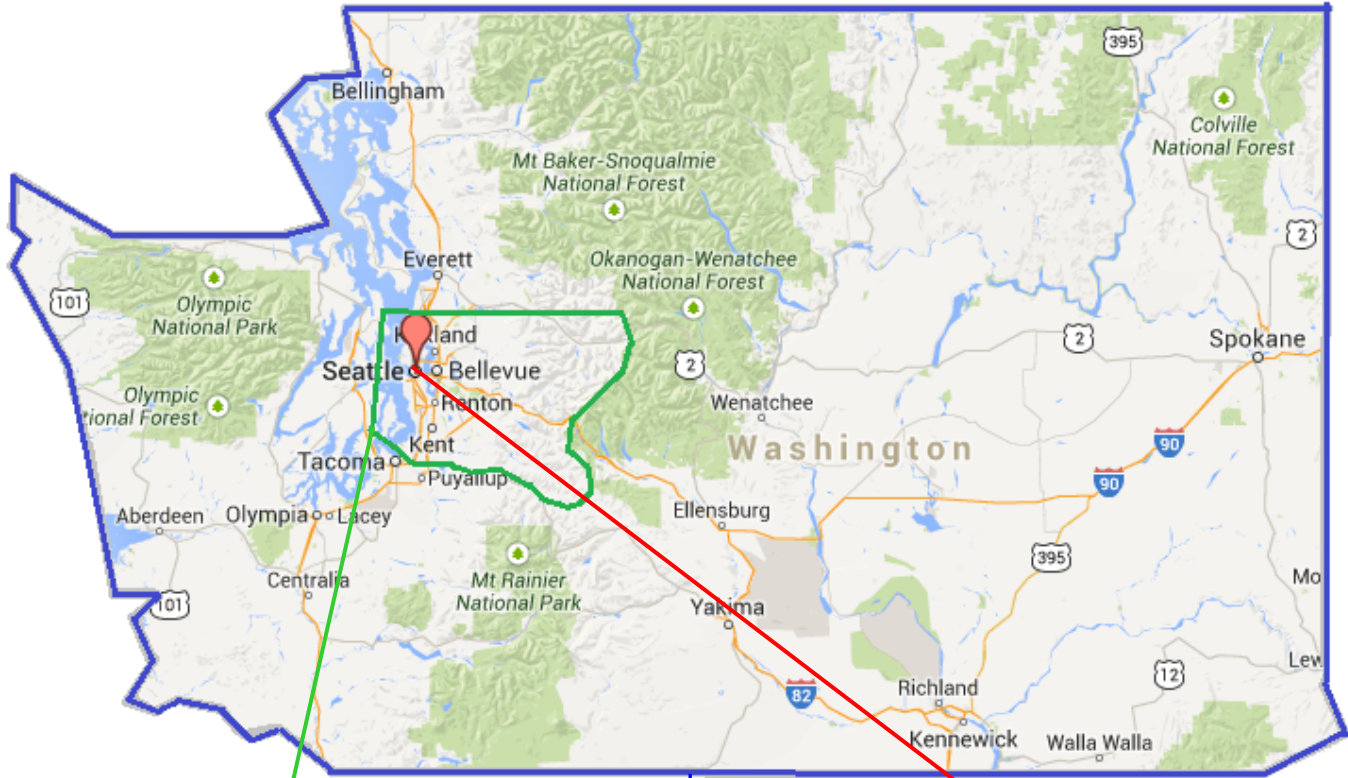 395
Bellingham
Colville
National Forest
Mt Baker-Snoqualmie
National Forest
2
Everett
Okanogan-Wenatchee
National Forest
101
Olympic
National Park
Kirkland
2
Spokane
2
Seattle
Bellevue
Olympic
tional Forest
Renton
Wenatchee
Kent
Washington
90
Tacoma
Puyallup
90
Aberdeen
Olympia
Lacey
Ellensburg
395
Centralia
Mt Rainier
National Park
Mo
101
Yakima
Lew
12
82
Richland
Kennewick
Walla Walla